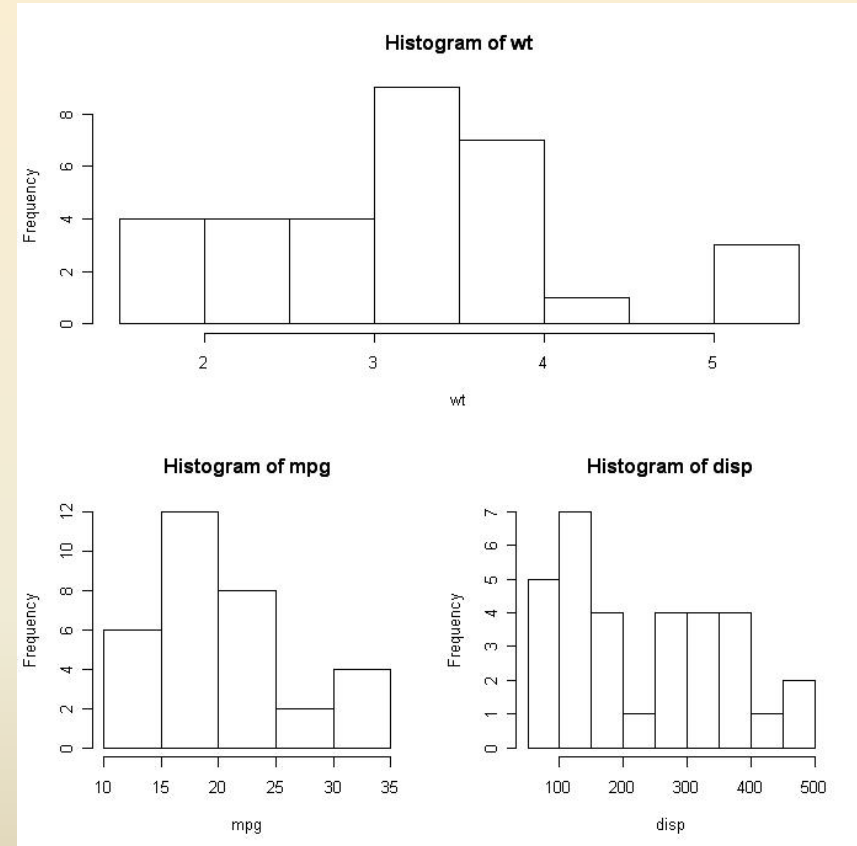 Histogram of wt
Frequency
0 2 4 6 8
2 3 4 5
wt
Histogram of mpg
Frequency
0 2 4 6 8 10 12
10 15 20 25 30 35
mpg
Histogram of disp
Frequency
0 1 2 3 4 5 6 7
100 200 300 400 500
disp